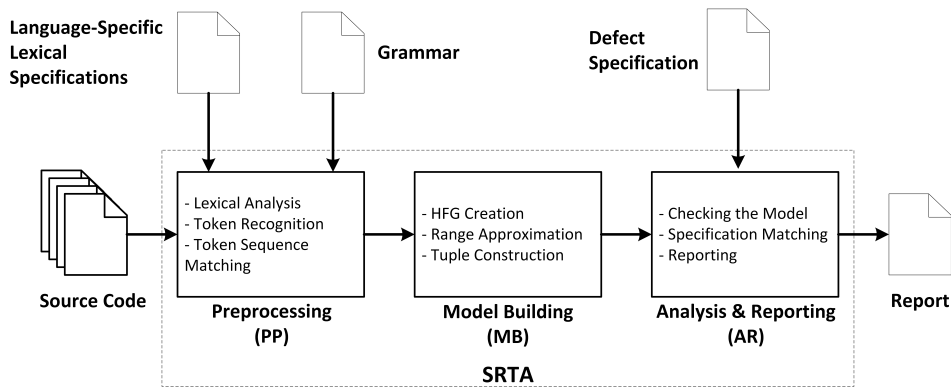 Language-Specific
Lexical
Specifications
Grammar
Defect
Specification
Source Code
- Lexical Analysis
- Token Recognition
- Token Sequence
Matching
Preprocessing
(PP)
- HFG Creation
- Range Approximation
- Tuple Construction
Model Building
(MB)
- Checking the Model
- Specification Matching
- Reporting
Analysis & Reporting
(AR)
Report
SRTA